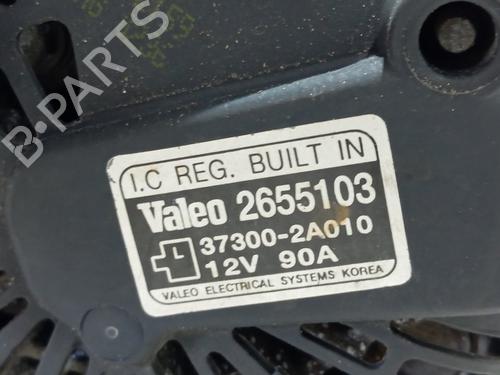 B-PARTS
I.C REG. BUILT IN
Valeo 2655103
37300-2A010
12V 90A
VALEO ELECTRICAL SYSTEMS KOREA